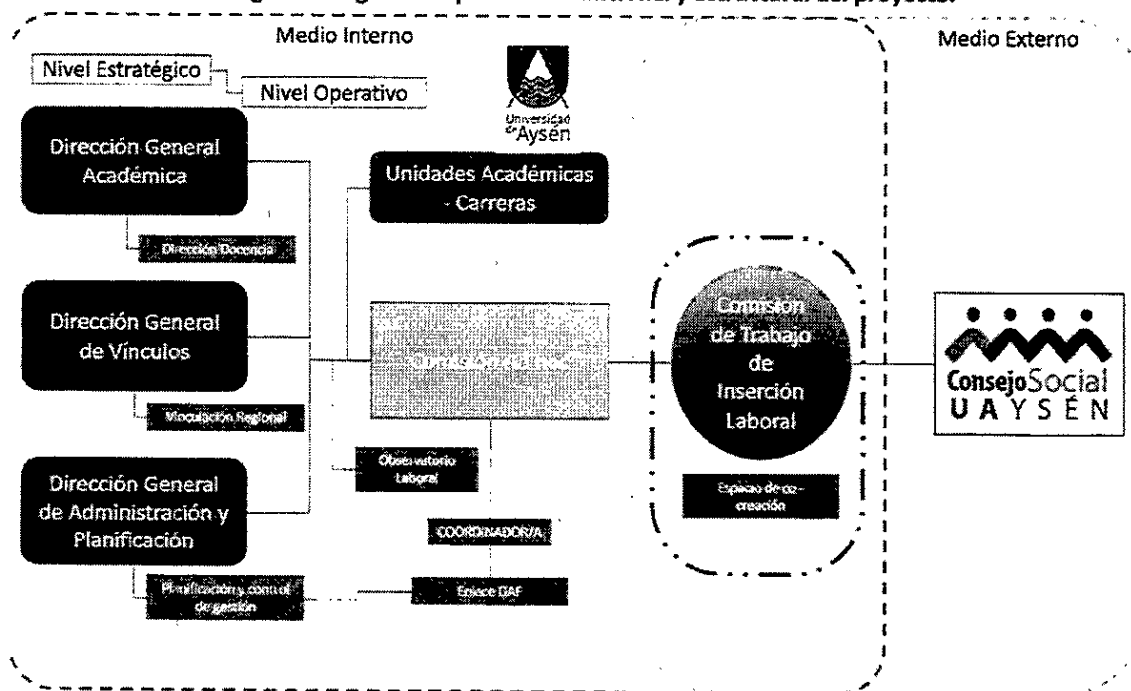 Medio Interno
Medio Externo
Nivel Estratégico
Nivel Operativo
Universidad
de Aysén
Dirección General
Académica
Dirección Docencia
Unidades Académicas
- Carreras
Dirección General
de Vínculos
Vinculación Regional
Comisión
de Trabajo
de
Inserción
Laboral
ConsejoSocial
UAYSÉN
Observatorio
Laboral
Espacio de co-
creación
Dirección General
de Administración y
Planificación
COORDINADOR/A
Planificación y control
de gestión
Enlace DAF